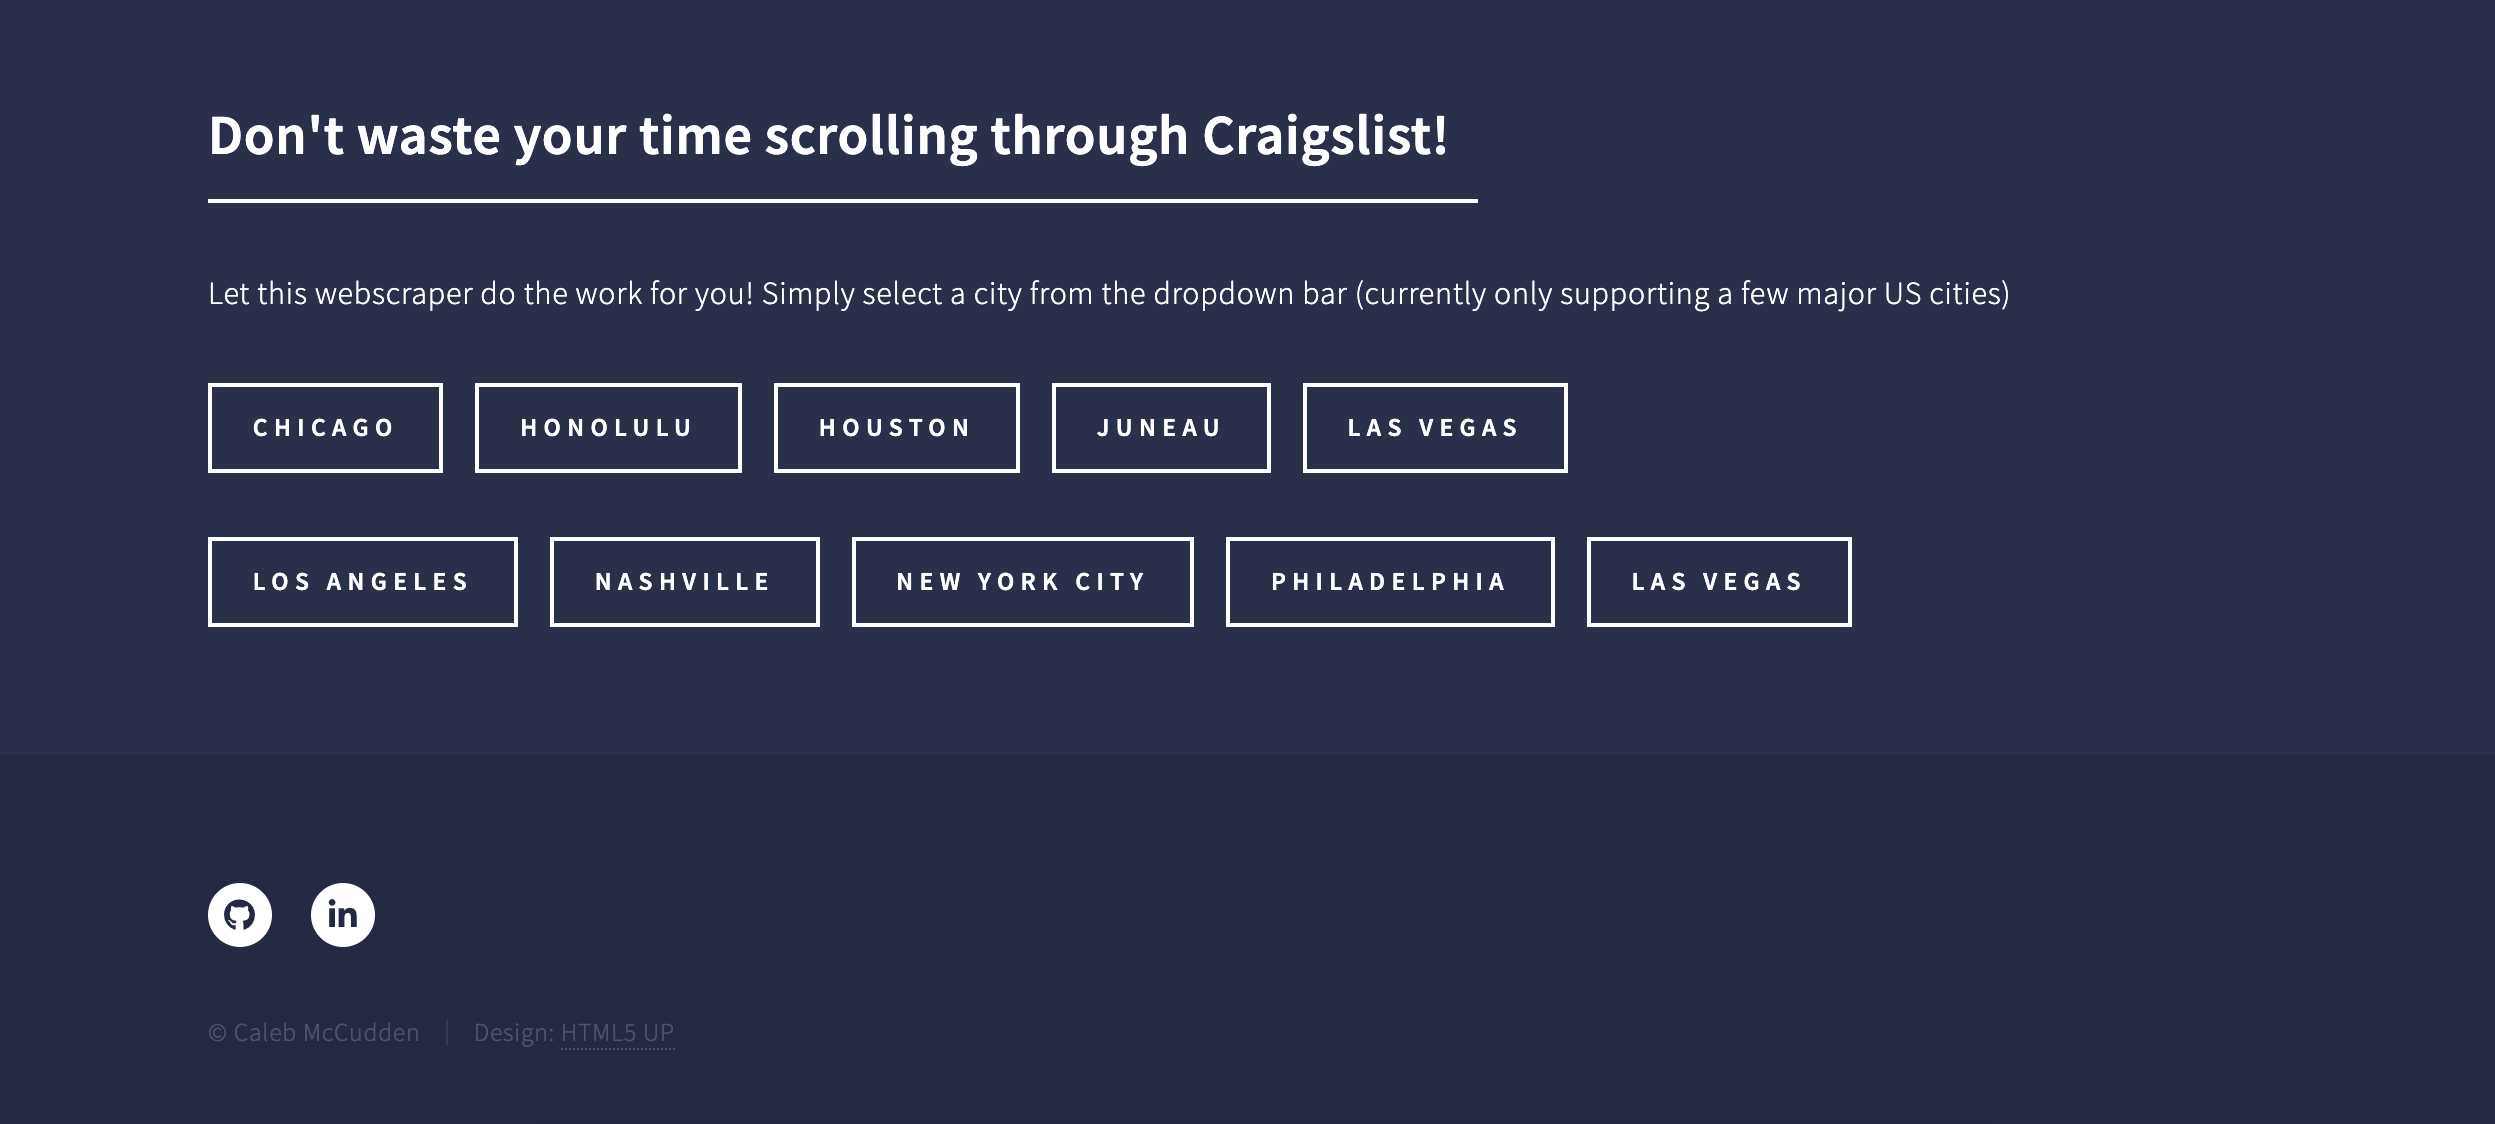 Don't waste your time scrolling through Craigslist!
Let this webscraper do the work for you! Simply select a city from the dropdown bar (currently only supporting a few major US cities)
CHICAGO HONOLULU HOUSTON JUNEAU LAS VEGAS
LOS ANGELES NASHVILLE NEW YORK CITY PHILADELPHIA LAS VEGAS
in
© Caleb McCudden | Design: HTML5 UP